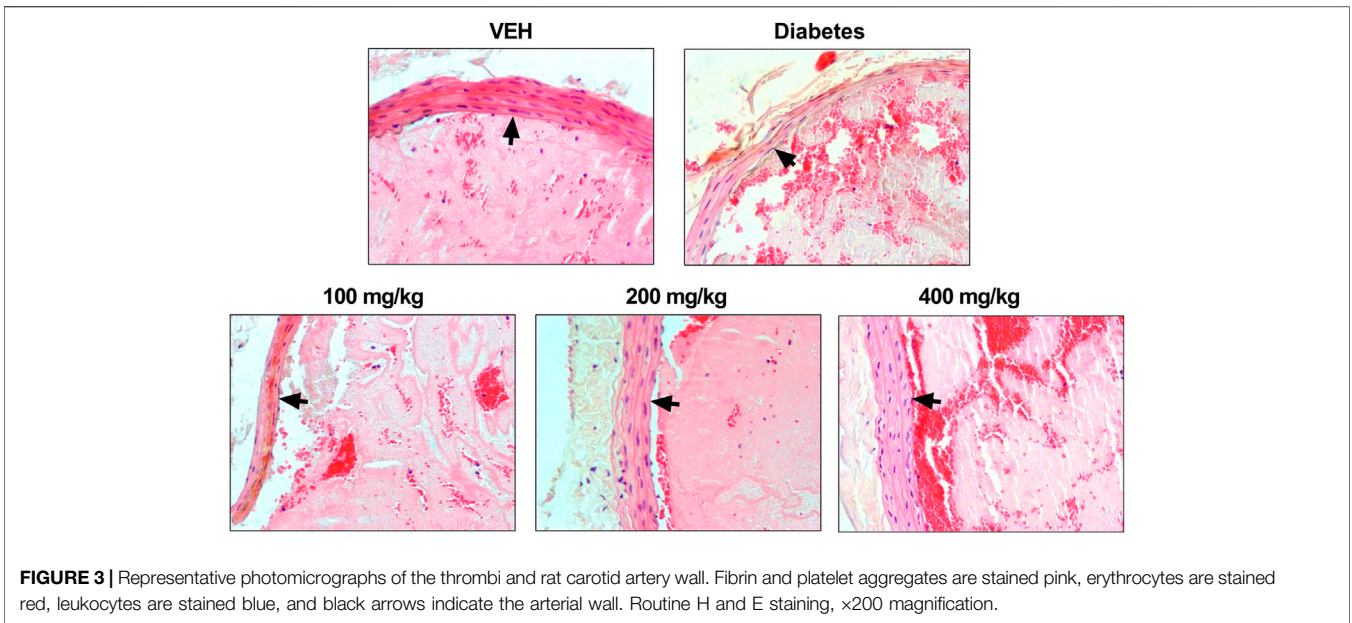 VEH
Diabetes
100 mg/kg
200 mg/kg
400 mg/kg
FIGURE 3 | Representative photomicrographs of the thrombi and rat carotid artery wall. Fibrin and platelet aggregates are stained pink, erythrocytes are stained
red, leukocytes are stained blue, and black arrows indicate the arterial wall. Routine H and E staining, ×200 magnification.